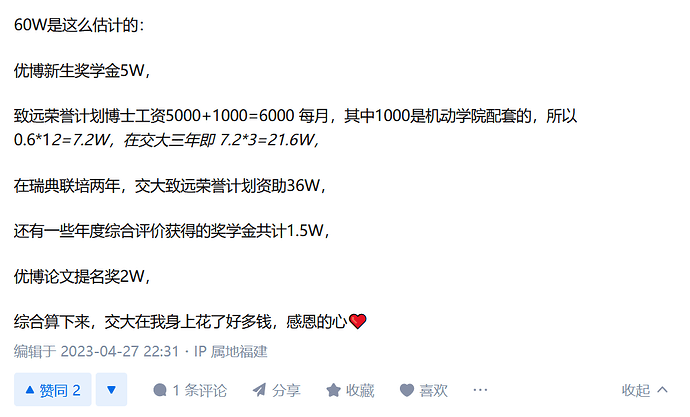 60W是这么估计的：
优博新生奖学金5W，
致远荣誉计划博士工资5000+1000=6000 每月，其中1000是机动学院配套的，所以
0.6*12=7.2W，在交大三年即 7.2*3=21.6W，
在瑞典联培两年，交大致远荣誉计划资助36W，
还有一些年度综合评价获得的奖学金共计1.5W，
优博论文提名奖2W，
综合算下来，交大在我身上花了好多钱，感恩的心❤️
编辑于 2023-04-27 22:31・IP 属地福建
赞同 2 1 条评论 分享 收藏 喜欢 ··· 收起